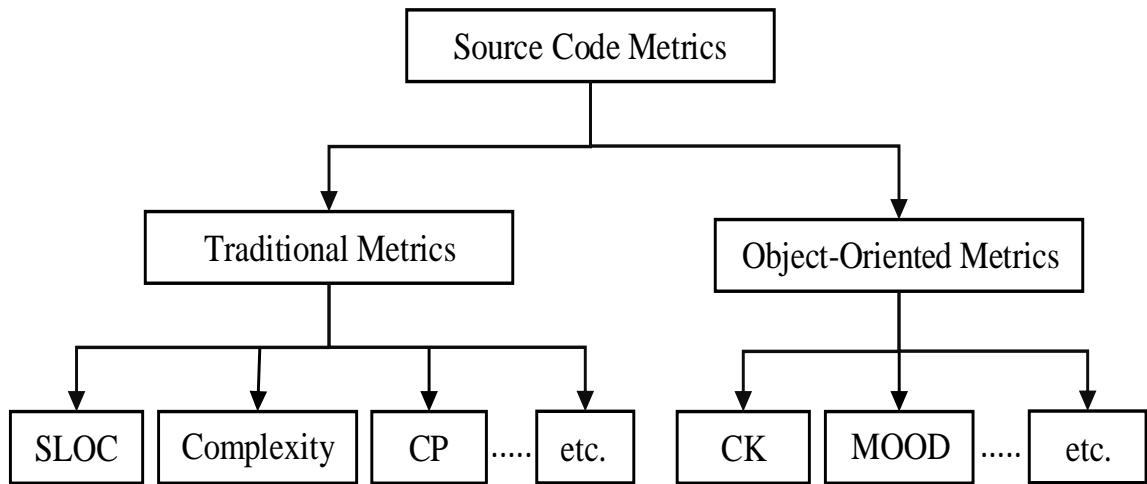 Source Code Metrics
Traditional Metrics
Object-Oriented Metrics
SLOC Complexity CP ..... etc. CK MOOD ..... etc.